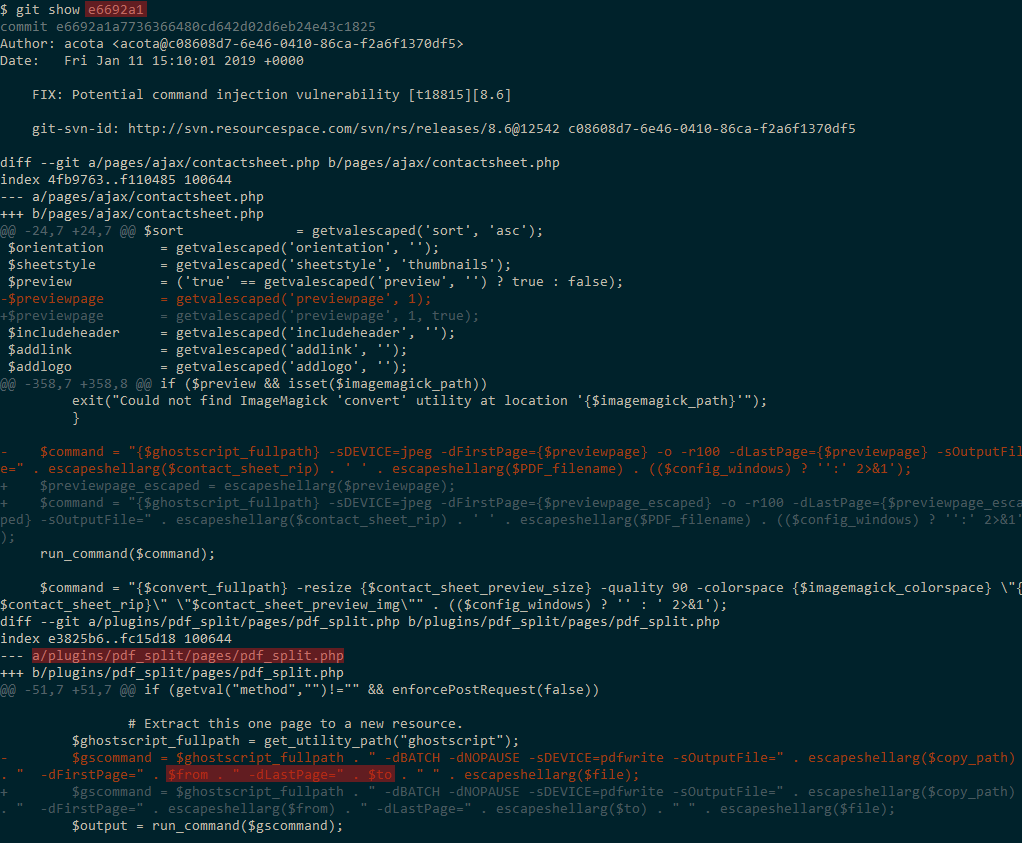 $ git show e6692a1
commit e6692a1a7736366480cd642d02d6eb24e43c1825
Author: acota <acota@c08608d7-6e46-0410-86ca-f2a6f1370df5>
Date:   Fri Jan 11 15:10:01 2019 +0000

    FIX: Potential command injection vulnerability [t18815][8.6]

    git-svn-id: http://svn.resourcespace.com/svn/rs/releases/8.6@12542 c08608d7-6e46-0410-86ca-f2a6f1370df5

diff --git a/pages/ajax/contactsheet.php b/pages/ajax/contactsheet.php
index 4fb9763..f110485 100644
--- a/pages/ajax/contactsheet.php
+++ b/pages/ajax/contactsheet.php
@@ -24,7 +24,7 @@ $sort              = getvalescaped('sort', 'asc');
 $orientation       = getvalescaped('orientation', '');
 $sheetstyle        = getvalescaped('sheetstyle', 'thumbnails');
 $preview           = ('true' == getvalescaped('preview', '') ? true : false);
-$previewpage       = getvalescaped('previewpage', 1);
+$previewpage       = getvalescaped('previewpage', 1, true);
 $includeheader     = getvalescaped('includeheader', '');
 $addlink           = getvalescaped('addlink', '');
 $addlogo           = getvalescaped('addlogo', '');
@@ -358,7 +358,8 @@ if ($preview && isset($imagemagick_path))
         exit("Could not find ImageMagick 'convert' utility at location '{$imagemagick_path}'");
         }

-    $command = "{$ghostscript_fullpath} -sDEVICE=jpeg -dFirstPage={$previewpage} -o -r100 -dLastPage={$previewpage} -sOutputFil
e=" . escapeshellarg($contact_sheet_rip) . ' ' . escapeshellarg($PDF_filename) . (($config_windows) ? '':' 2>&1');
+    $previewpage_escaped = escapeshellarg($previewpage);
+    $command = "{$ghostscript_fullpath} -sDEVICE=jpeg -dFirstPage={$previewpage_escaped} -o -r100 -dLastPage={$previewpage_esca
ped} -sOutputFile=" . escapeshellarg($contact_sheet_rip) . ' ' . escapeshellarg($PDF_filename) . (($config_windows) ? '':' 2>&1'
);
     run_command($command);

     $command = "{$convert_fullpath} -resize {$contact_sheet_preview_size} -quality 90 -colorspace {$imagemagick_colorspace} \"{
$contact_sheet_rip}\" \"$contact_sheet_preview_img\"" . (($config_windows) ? '' : ' 2>&1');
diff --git a/plugins/pdf_split/pages/pdf_split.php b/plugins/pdf_split/pages/pdf_split.php
index e3825b6..fc15d18 100644
--- a/plugins/pdf_split/pages/pdf_split.php
+++ b/plugins/pdf_split/pages/pdf_split.php
@@ -51,7 +51,7 @@ if (getval("method","")!="" && enforcePostRequest(false))

                # Extract this one page to a new resource.
         $ghostscript_fullpath = get_utility_path("ghostscript");
-        $gscommand = $ghostscript_fullpath . " -dBATCH -dNOPAUSE -sDEVICE=pdfwrite -sOutputFile=" . escapeshellarg($copy_path)
. "  -dFirstPage=" . $from . " -dLastPage=" . $to . " " . escapeshellarg($file);
+        $gscommand = $ghostscript_fullpath . " -dBATCH -dNOPAUSE -sDEVICE=pdfwrite -sOutputFile=" . escapeshellarg($copy_path)
. "  -dFirstPage=" . escapeshellarg($from) . " -dLastPage=" . escapeshellarg($to) . " " . escapeshellarg($file);
         $output = run_command($gscommand);